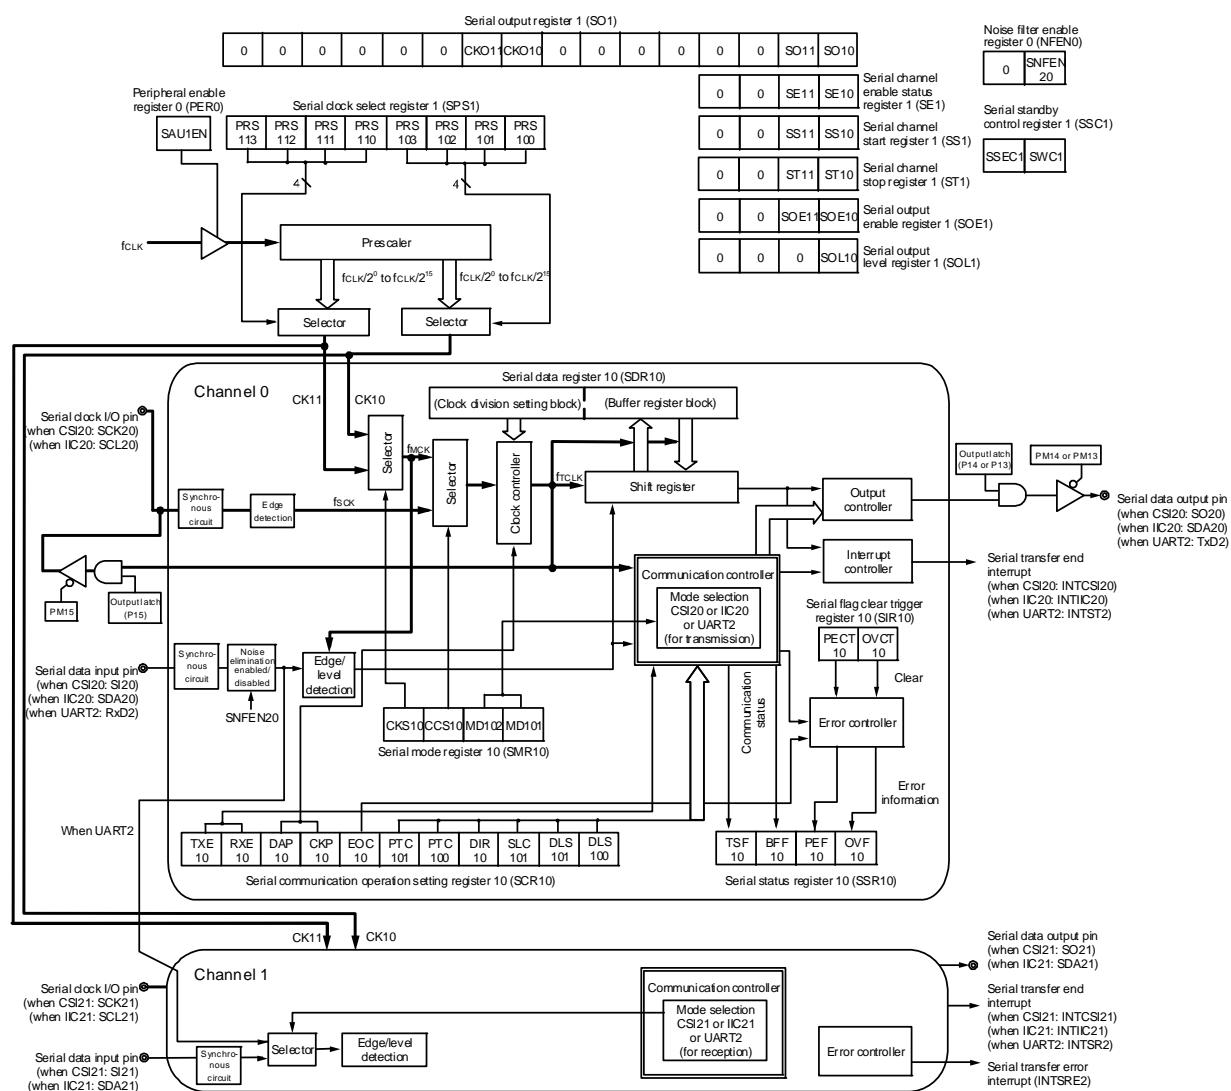 Serial output register 1 (SO1)
0 0 0 0 0 0 CKO11 CKO10 0 0 0 0 0 0 SO11 SO10
Noise filter enable
register 0 (NFEN0)
0 SNFEN
20
Peripheral enable
register 0 (PER0)
SAU1EN
Serial clock select register 1 (SPS1)
PRS PRS PRS PRS PRS PRS PRS PRS
113 112 111 110 103 102 101 100
4
4
0 0 SE11 SE10
Serial channel
enable status
register 1 (SE1)
0 0 SS11 SS10
Serial channel
start register 1 (SS1)
0 0 ST11 ST10
Serial channel
stop register 1 (ST1)
0 0 SOE11 SOE10
Serial output
enable register 1 (SOE1)
0 0 0 SOL10
Serial output
level register 1 (SOL1)
Serial standby
control register 1 (SSC1)
SSEC1 SWC1
fCLK
Prescaler
fCLK/2⁰ to fCLK/2¹⁵
fCLK/2⁰ to fCLK/2¹⁵
Selector
Selector
Channel 0
CK11
CK10
Serial data register 10 (SDR10)
(Clock division setting block)
(Buffer register block)
Serial clock I/O pin
(when CSI20: SCK20)
(when IIC20: SCL20)
Selector
fMCK
Selector
Clock controller
fTCLK
Shift register
Synchro-
nous
circuit
Edge
detection
fSCK
Output
controller
Output latch
(P14 or P13)
PM14 or PM13
Serial data output pin
(when CSI20: SO20)
(when IIC20: SDA20)
(when UART2: TxD2)
Interrupt
controller
Serial transfer end
interrupt
(when CSI20: INTCSI20)
(when IIC20: INTIIC20)
(when UART2: INTST2)
PM15
Output latch
(P15)
Communication controller
Mode selection
CSI20 or IIC20
or UART2
(for transmission)
Serial flag clear trigger
register 10 (SIR10)
PECT OVCT
10 10
Clear
Serial data input pin
(when CSI20: SI20)
(when IIC20: SDA20)
(when UART2: RxD2)
Synchro-
nous
circuit
Noise
elimination
enabled/
disabled
SNFEN20
Edge/
level
detection
CKS10 CCS10 MD102 MD101
Serial mode register 10 (SMR10)
Communication
status
Error controller
Error
information
When UART2
TXE RXE DAP CKP EOC PTC PTC DIR SLC DLS DLS
10 10 10 10 10 101 100 10 101 101 100
Serial communication operation setting register 10 (SCR10)
TSF BFF PEF OVF
10 10 10 10
Serial status register 10 (SSR10)
CK11
CK10
Channel 1
Serial clock I/O pin
(when CSI21: SCK21)
(when IIC21: SCL21)
Serial data input pin
(when CSI21: SI21)
(when IIC21: SDA21)
Synchro-
nous
circuit
Selector
Edge/level
detection
Communication controller
Mode selection
CSI21 or IIC21
or UART2
(for reception)
Error controller
Serial data output pin
(when CSI21: SO21)
(when IIC21: SDA21)
Serial transfer end
interrupt
(when CSI21: INTCSI21)
(when IIC21: INTIIC21)
(when UART2: INTSR2)
Serial transfer error
interrupt (INTSRE2)